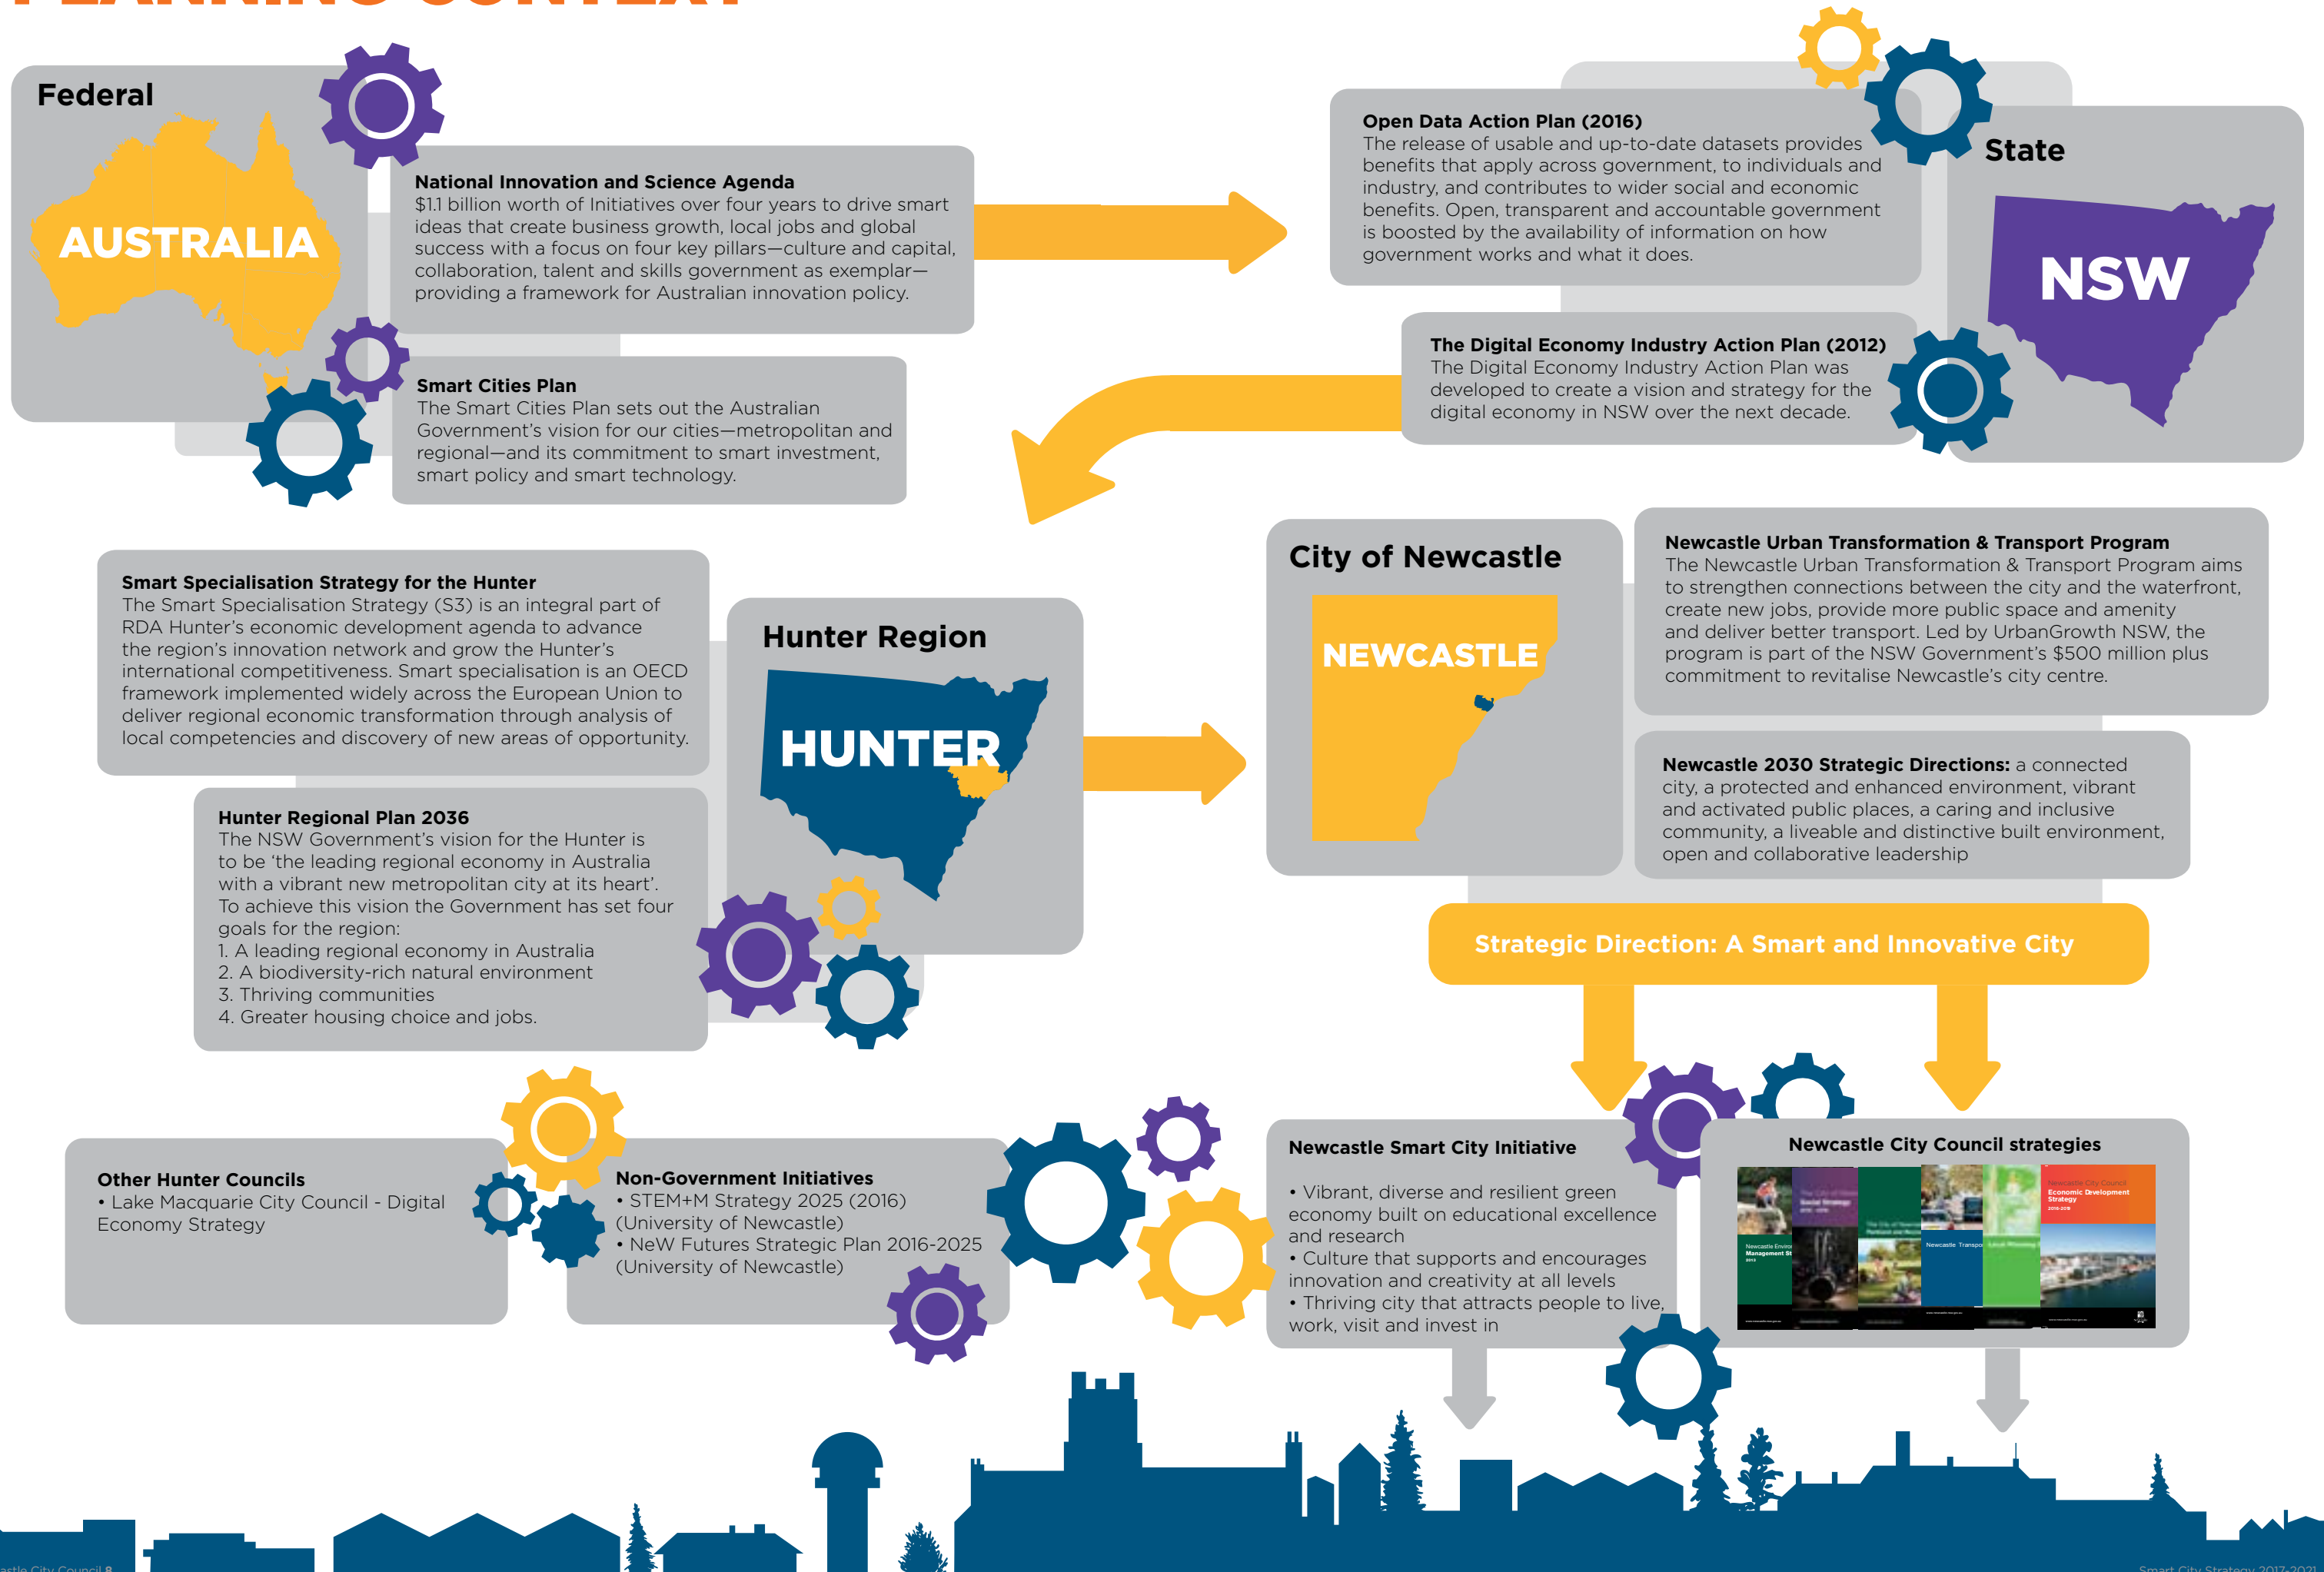 PLANNING CONTEXT
Federal
AUSTRALIA
National Innovation and Science Agenda
$1.1 billion worth of Initiatives over four years to drive smart
ideas that create business growth, local jobs and global
success with a focus on four key pillars—culture and capital,
collaboration, talent and skills government as exemplar—
providing a framework for Australian innovation policy.
Smart Cities Plan
The Smart Cities Plan sets out the Australian
Government’s vision for our cities—metropolitan and
regional—and its commitment to smart investment,
smart policy and smart technology.
Open Data Action Plan (2016)
The release of usable and up-to-date datasets provides
benefits that apply across government, to individuals and
industry, and contributes to wider social and economic
benefits. Open, transparent and accountable government
is boosted by the availability of information on how
government works and what it does.
State
NSW
The Digital Economy Industry Action Plan (2012)
The Digital Economy Industry Action Plan was
developed to create a vision and strategy for the
digital economy in NSW over the next decade.
Smart Specialisation Strategy for the Hunter
The Smart Specialisation Strategy (S3) is an integral part of
RDA Hunter’s economic development agenda to advance
the region’s innovation network and grow the Hunter’s
international competitiveness. Smart specialisation is an OECD
framework implemented widely across the European Union to
deliver regional economic transformation through analysis of
local competencies and discovery of new areas of opportunity.
Hunter Region
HUNTER
Hunter Regional Plan 2036
The NSW Government’s vision for the Hunter is
to be ‘the leading regional economy in Australia
with a vibrant new metropolitan city at its heart’.
To achieve this vision the Government has set four
goals for the region:
1. A leading regional economy in Australia
2. A biodiversity-rich natural environment
3. Thriving communities
4. Greater housing choice and jobs.
City of Newcastle
NEWCASTLE
Newcastle Urban Transformation & Transport Program
The Newcastle Urban Transformation & Transport Program aims
to strengthen connections between the city and the waterfront,
create new jobs, provide more public space and amenity
and deliver better transport. Led by UrbanGrowth NSW, the
program is part of the NSW Government’s $500 million plus
commitment to revitalise Newcastle’s city centre.
Newcastle 2030 Strategic Directions: a connected
city, a protected and enhanced environment, vibrant
and activated public places, a caring and inclusive
community, a liveable and distinctive built environment,
open and collaborative leadership
Strategic Direction: A Smart and Innovative City
Other Hunter Councils
• Lake Macquarie City Council - Digital
Economy Strategy
Non-Government Initiatives
• STEM+M Strategy 2025 (2016)
(University of Newcastle)
• NeW Futures Strategic Plan 2016-2025
(University of Newcastle)
Newcastle Smart City Initiative
• Vibrant, diverse and resilient green
economy built on educational excellence
and research
• Culture that supports and encourages
innovation and creativity at all levels
• Thriving city that attracts people to live,
work, visit and invest in
Newcastle City Council strategies
Newcastle City Council
Economic Development
Strategy
Newcastle Transpo
Newcastle Enviro
Management St
castle City Council 8
Smart City Strategy 2017-2021